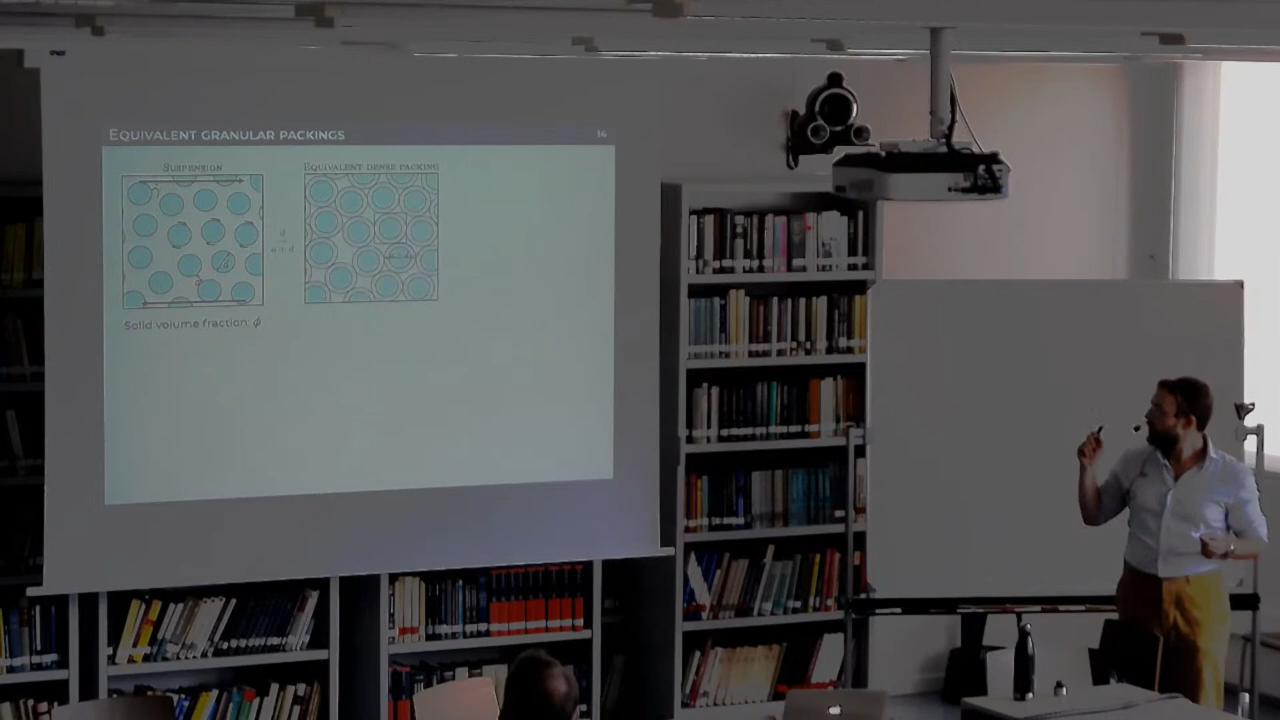 EQUIVALENT GRANULAR PACKINGS 14
SUSPENSION
EQUIVALENT DENSE PACKING
Solid volume fraction: ϕ